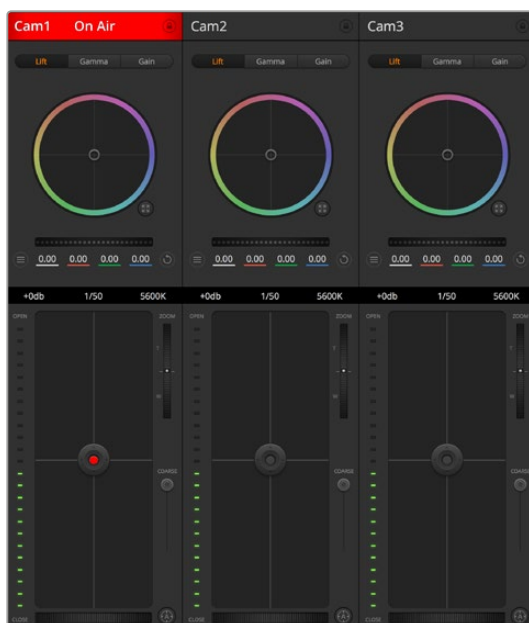 Cam1 On Air
Lift Gamma Gain
0.00 0.00 0.00 0.00
+0db 1/50 5600K
OPEN
ZOOM
T
W
COARSE
CLOSE
Cam2
Lift Gamma Gain
0.00 0.00 0.00 0.00
+0db 1/50 5600K
OPEN
ZOOM
T
W
COARSE
CLOSE
Cam3
Lift Gamma Gain
0.00 0.00 0.00 0.00
+0db 1/50 5600K
OPEN
ZOOM
T
W
COARSE
CLOSE